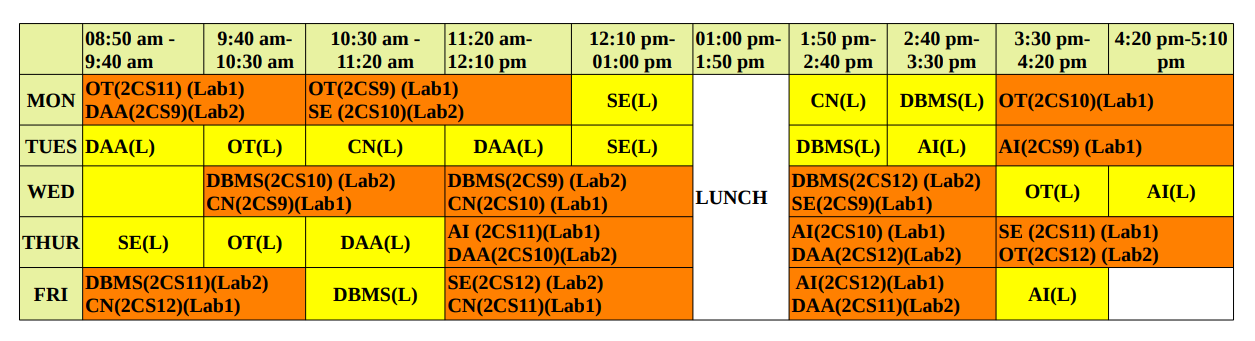 08:50 am - 9:40 am- 10:30 am - 11:20 am- 12:10 pm- 01:00 pm- 1:50 pm- 2:40 pm- 3:30 pm- 4:20 pm-5:10
9:40 am 10:30 am 11:20 am 12:10 pm 01:00 pm 1:50 pm 2:40 pm 3:30 pm 4:20 pm pm
OT(2CS11) (Lab1) OT(2CS9) (Lab1)
MON SE(L) CN(L) DBMS(L) OT(2CS10)(Lab1)
DAA(2CS9)(Lab2) SE (2CS10)(Lab2)
TUES DAA(L) OT(L) CN(L) DAA(L) SE(L) DBMS(L) AI(L) AI(2CS9) (Lab1)
DBMS(2CS10) (Lab2) DBMS(2CS9) (Lab2) DBMS(2CS12) (Lab2)
WED OT(L) AI(L)
CN(2CS9)(Lab1) CN(2CS10) (Lab1) SE(2CS9)(Lab1)
LUNCH
AI (2CS11)(Lab1) AI(2CS10) (Lab1) SE (2CS11) (Lab1)
THUR SE(L) OT(L) DAA(L)
DAA(2CS10)(Lab2) DAA(2CS12)(Lab2) OT(2CS12) (Lab2)
DBMS(2CS11)(Lab2) SE(2CS12) (Lab2) AI(2CS12)(Lab1)
FRI DBMS(L) AI(L)
CN(2CS12)(Lab1) CN(2CS11)(Lab1) DAA(2CS11)(Lab2)